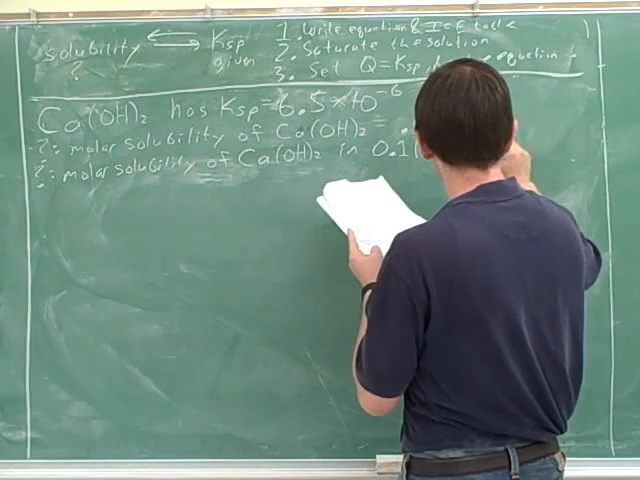 solubility ⇌ Ksp 1. Write equation & ICE table
? given 2. Saturate the solution
3. Set Q = Ksp, equation
Ca(OH)₂ has Ksp = 6.5×10⁻⁶
?: molar solubility of Ca(OH)₂ =
?: molar solubility of Ca(OH)₂ in 0.1